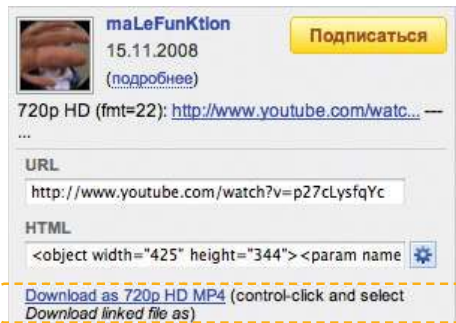 maLeFunKtion
15.11.2008
(подробнее)
Подписаться
720p HD (fmt=22): http://www.youtube.com/watc... ---
...
URL
http://www.youtube.com/watch?v=p27cLysfqYc
HTML
<object width="425" height="344"><param name
Download as 720p HD MP4 (control-click and select
Download linked file as)